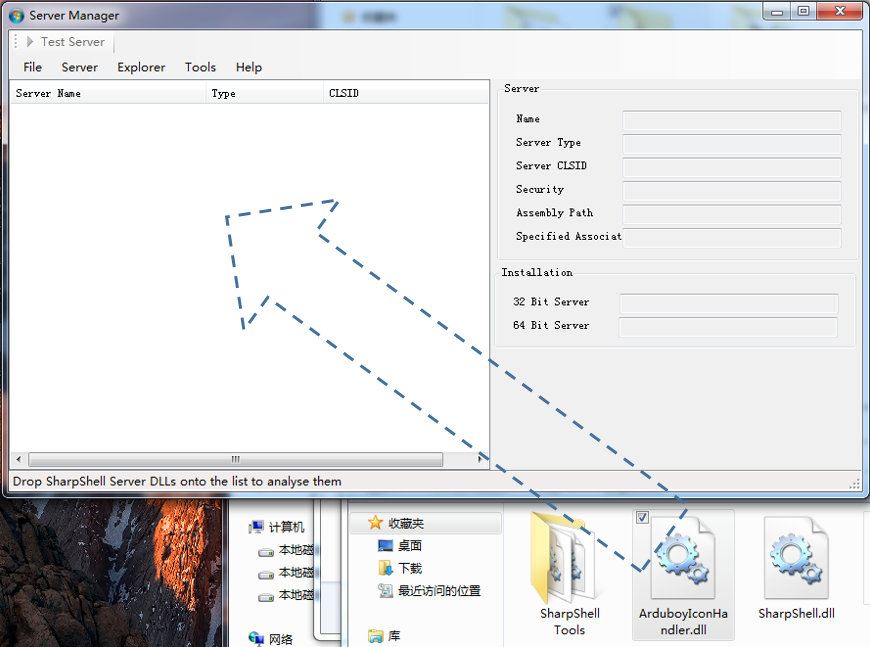 Server Manager
Test Server
File Server Explorer Tools Help
Server Name Type CLSID
Server
Name
Server Type
Server CLSID
Security
Assembly Path
Specified Associat
Installation
32 Bit Server
64 Bit Server
Drop SharpShell Server DLLs onto the list to analyse them
计算机
本地磁
本地磁
本地磁
网络
收藏夹
桌面
下载
最近访问的位置
库
SharpShell
Tools
ArduboyIconHa
ndler.dll
SharpShell.dll